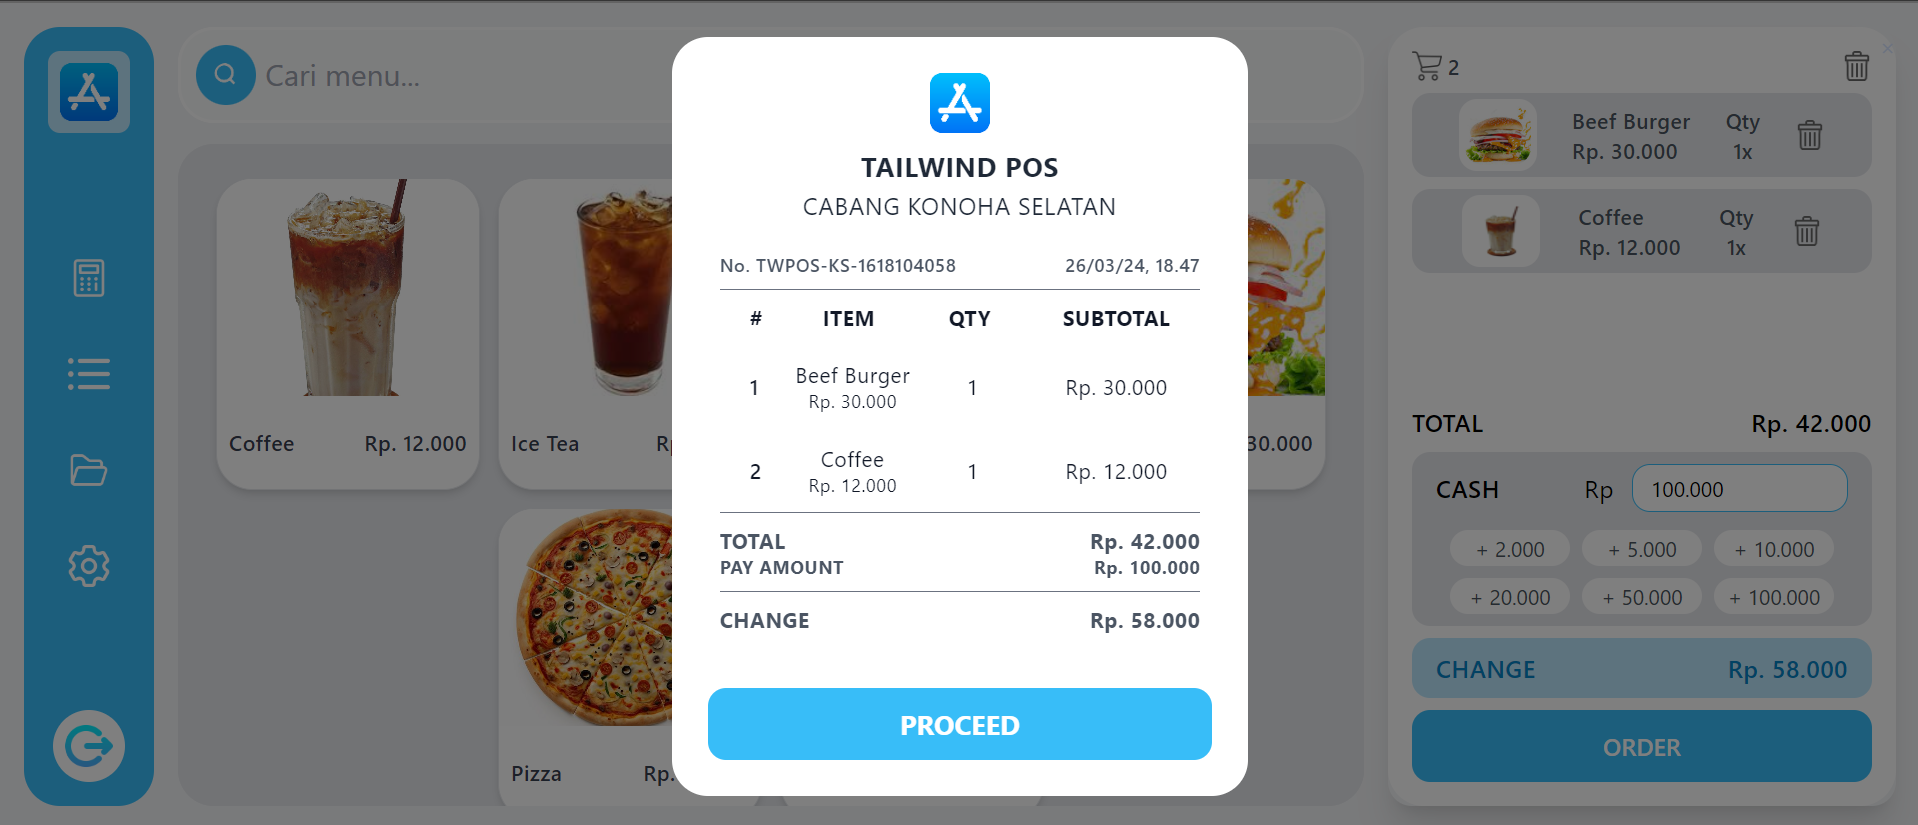 Cari menu...
Coffee Rp. 12.000
Ice Tea
30.000
Pizza Rp.
TAILWIND POS
CABANG KONOHA SELATAN
No. TWPOS-KS-1618104058 26/03/24, 18.47
# ITEM QTY SUBTOTAL
1 Beef Burger 1 Rp. 30.000
Rp. 30.000
2 Coffee 1 Rp. 12.000
Rp. 12.000
TOTAL Rp. 42.000
PAY AMOUNT Rp. 100.000
CHANGE Rp. 58.000
PROCEED
2
Beef Burger Qty
Rp. 30.000 1x
Coffee Qty
Rp. 12.000 1x
TOTAL Rp. 42.000
CASH Rp 100.000
+ 2.000 + 5.000 + 10.000
+ 20.000 + 50.000 + 100.000
CHANGE Rp. 58.000
ORDER